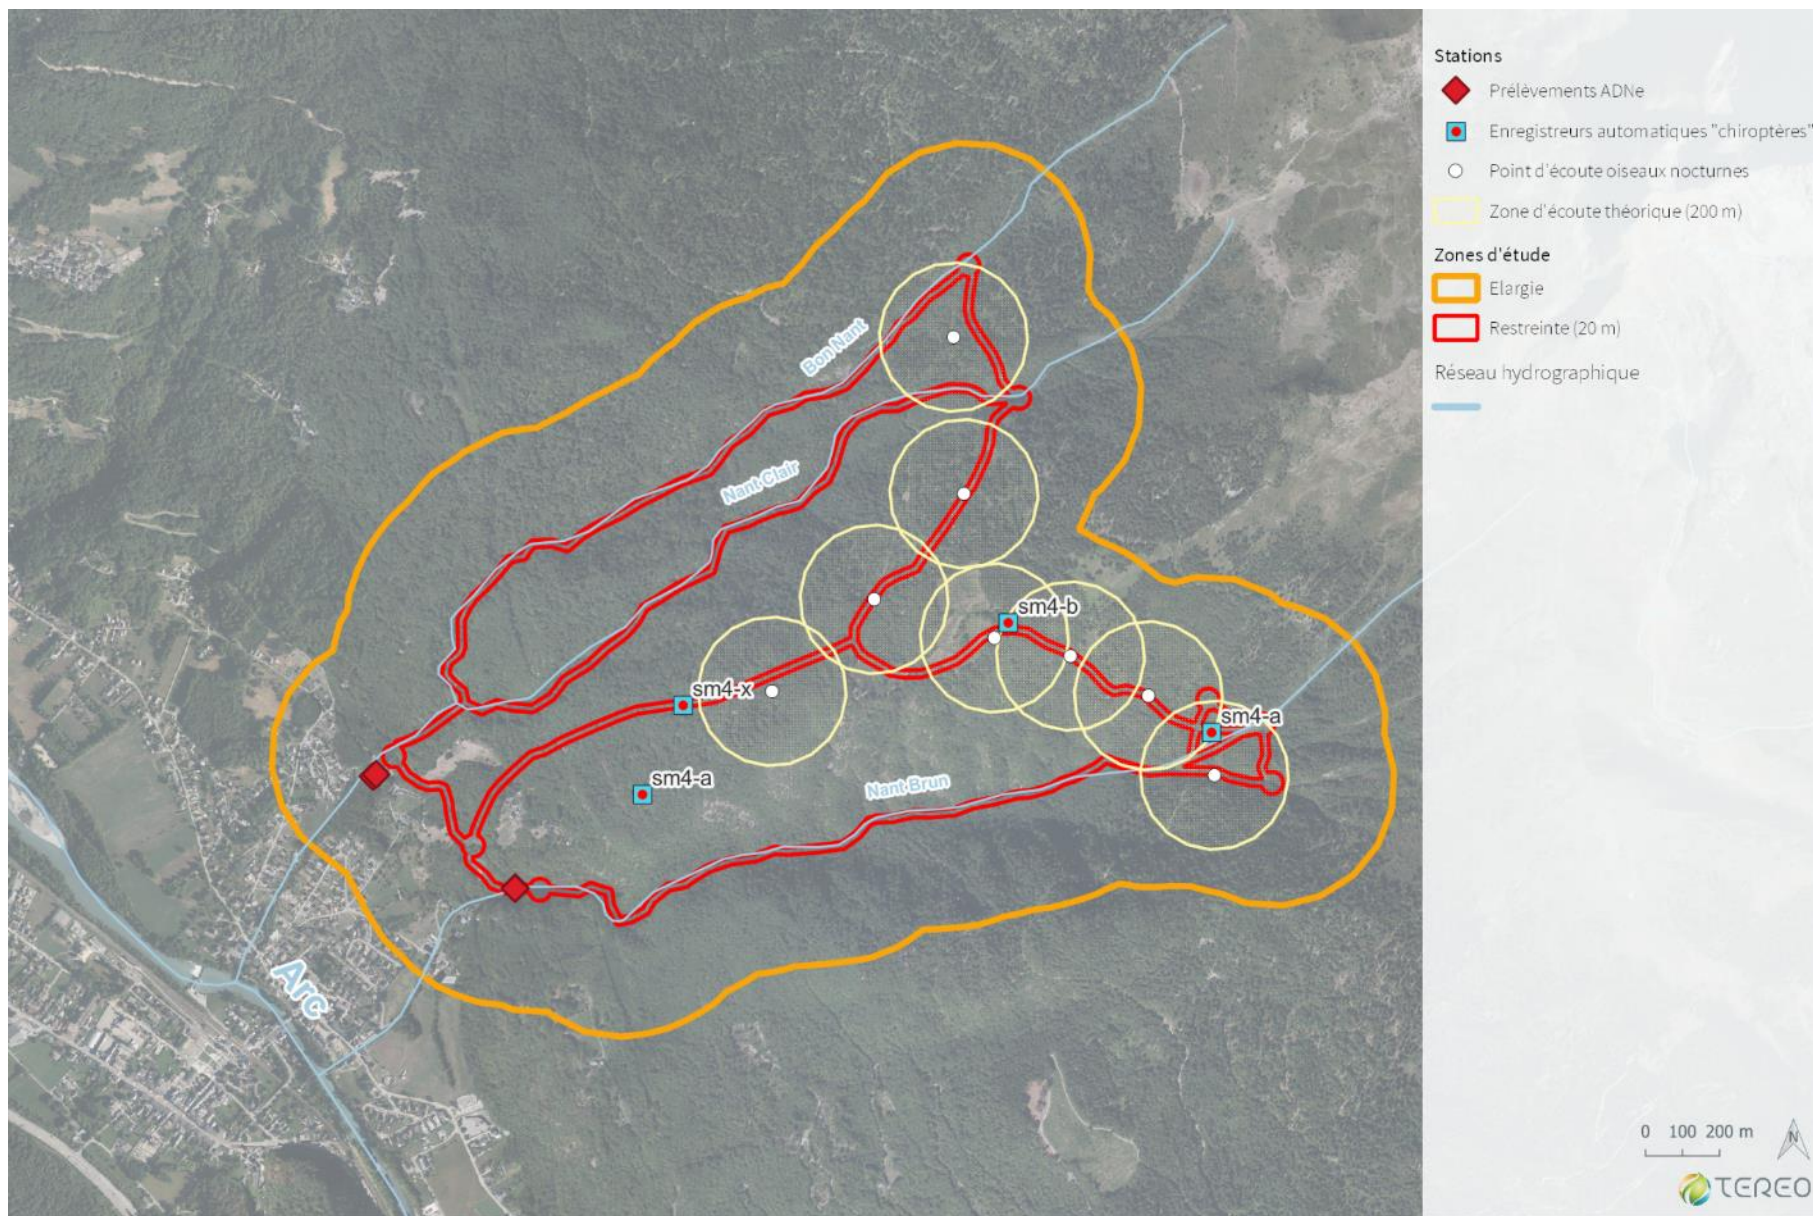 Stations
Prélèvements ADNe
Enregistreurs automatiques "chiroptères"
Point d'écoute oiseaux nocturnes
Zone d'écoute théorique (200 m)
Zones d'étude
Elargie
Restreinte (20 m)
Réseau hydrographique
Bon Nant
Nant Clair
sm4-b
sm4-x
sm4-a
sm4-a
Nant Brun
Arc
0 100 200 m
N
TEREO